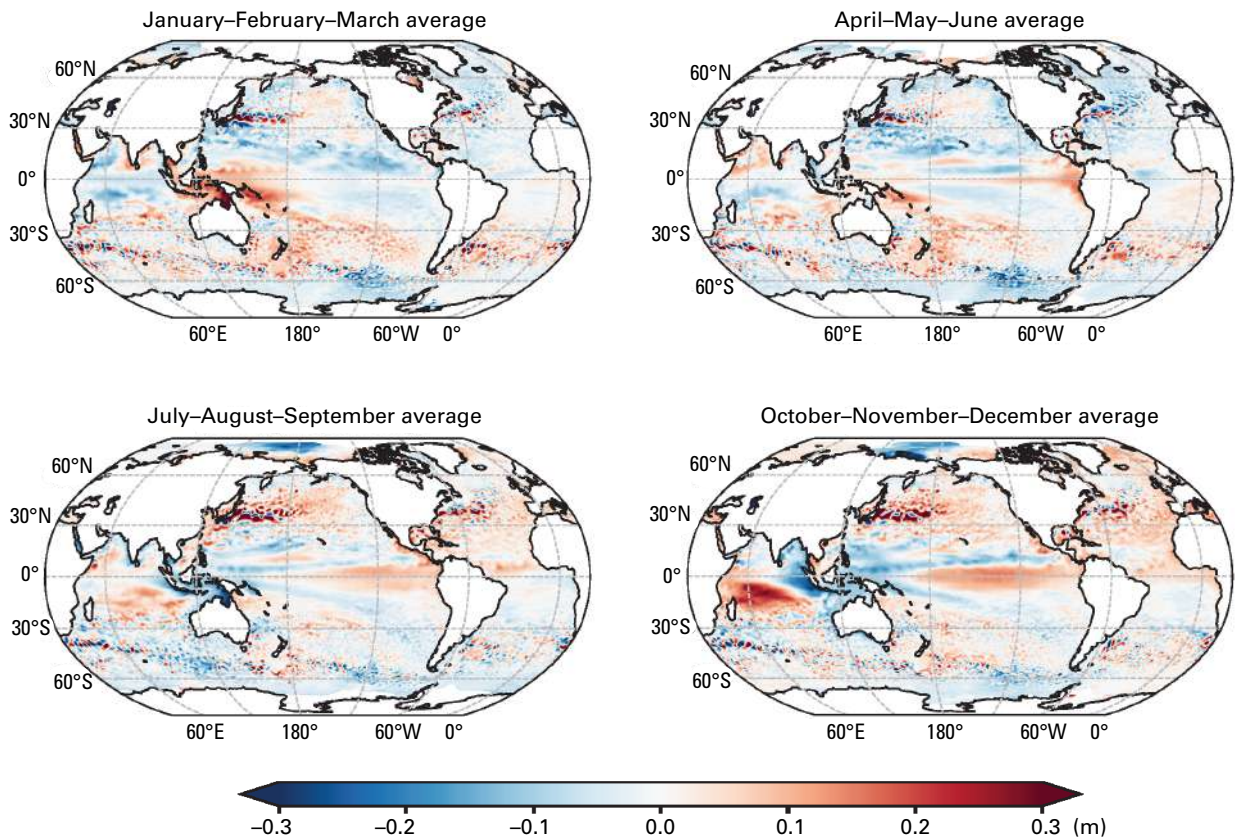 January–February–March average
April–May–June average
60°N
30°N
0°
30°S
60°S
60°E 180° 60°W 0°
60°N
30°N
0°
30°S
60°S
60°E 180° 60°W 0°
July–August–September average
October–November–December average
60°N
30°N
0°
30°S
60°S
60°E 180° 60°W 0°
60°N
30°N
0°
30°S
60°S
60°E 180° 60°W 0°
−0.3 −0.2 −0.1 0.0 0.1 0.2 0.3 (m)